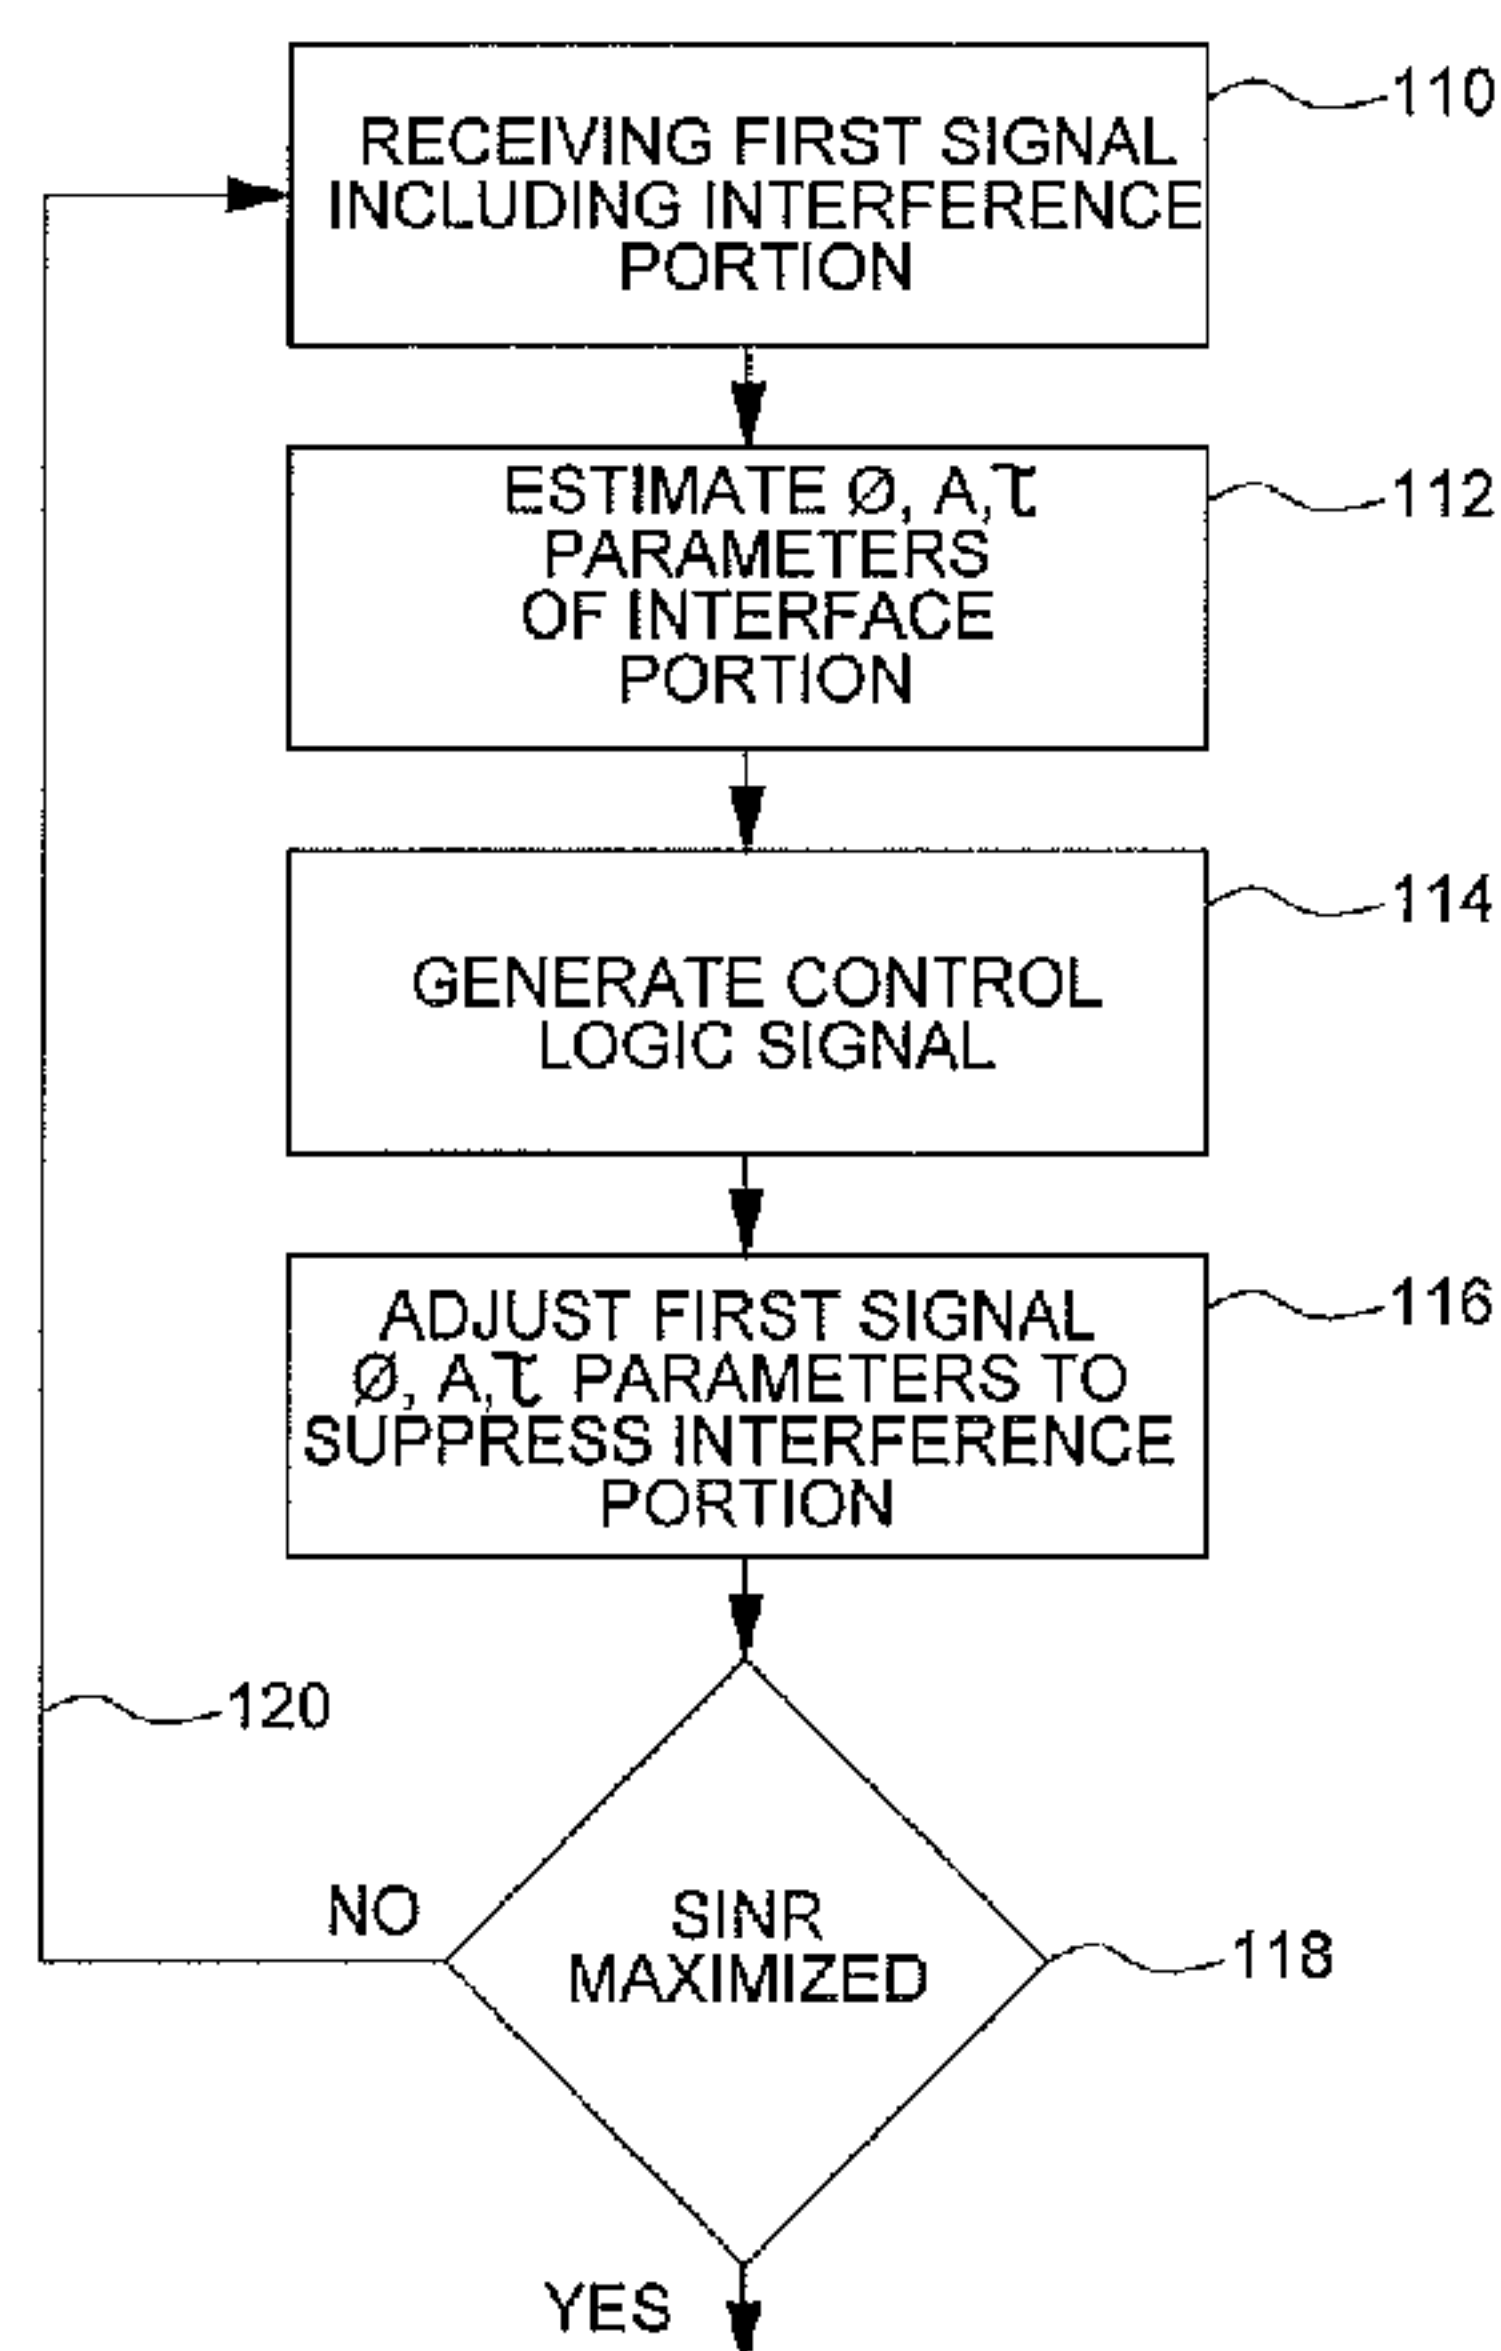 110
RECEIVING FIRST SIGNAL
INCLUDING INTERFERENCE
PORTION
112
ESTIMATE Ø, A, τ
PARAMETERS
OF INTERFACE
PORTION
114
GENERATE CONTROL
LOGIC SIGNAL
116
ADJUST FIRST SIGNAL
Ø, A, τ PARAMETERS TO
SUPPRESS INTERFERENCE
PORTION
120
NO
SINR
MAXIMIZED
118
YES